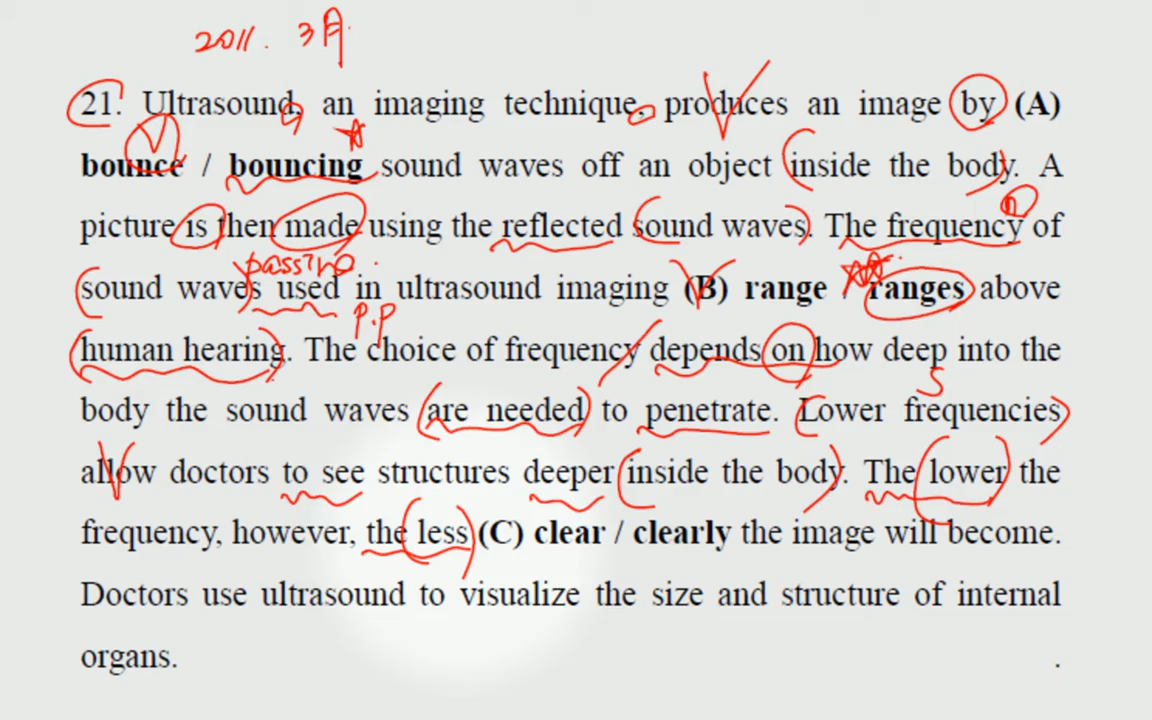 2011. 3月.
21. Ultrasound, an imaging technique, produces an image by (A)
bounce / bouncing sound waves off an object inside the body. A
picture is then made using the reflected sound waves. The frequency of
passive
sound waves used in ultrasound imaging (B) range / ranges above
p.p
human hearing. The choice of frequency depends on how deep into the
S
body the sound waves are needed to penetrate. Lower frequencies
allow doctors to see structures deeper inside the body. The lower the
frequency, however, the less (C) clear / clearly the image will become.
Doctors use ultrasound to visualize the size and structure of internal
organs.